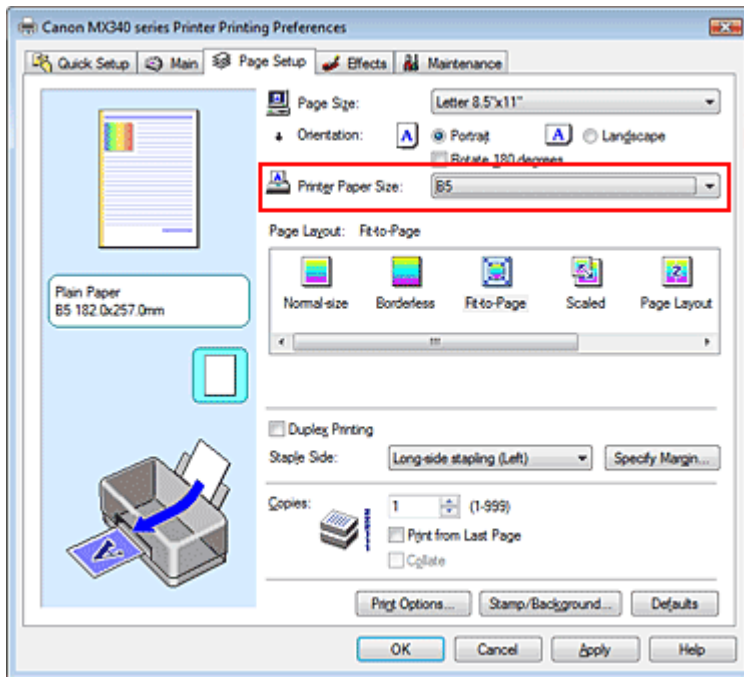 Canon MX340 series Printer Printing Preferences
Quick Setup Main Page Setup Effects Maintenance
Page Size: Letter 8.5"x11"
Orientation: A Portrait A Landscape
Rotate 180 degrees
Printer Paper Size: B5
Page Layout: Fit-to-Page
Normal-size Borderless Fit-to-Page Scaled Page Layout
Plain Paper
B5 182.0x257.0mm
Duplex Printing
Staple Side: Long-side stapling (Left) Specify Margin...
Copies: 1 (1-999)
Print from Last Page
Collate
Print Options... Stamp/Background... Defaults
OK Cancel Apply Help